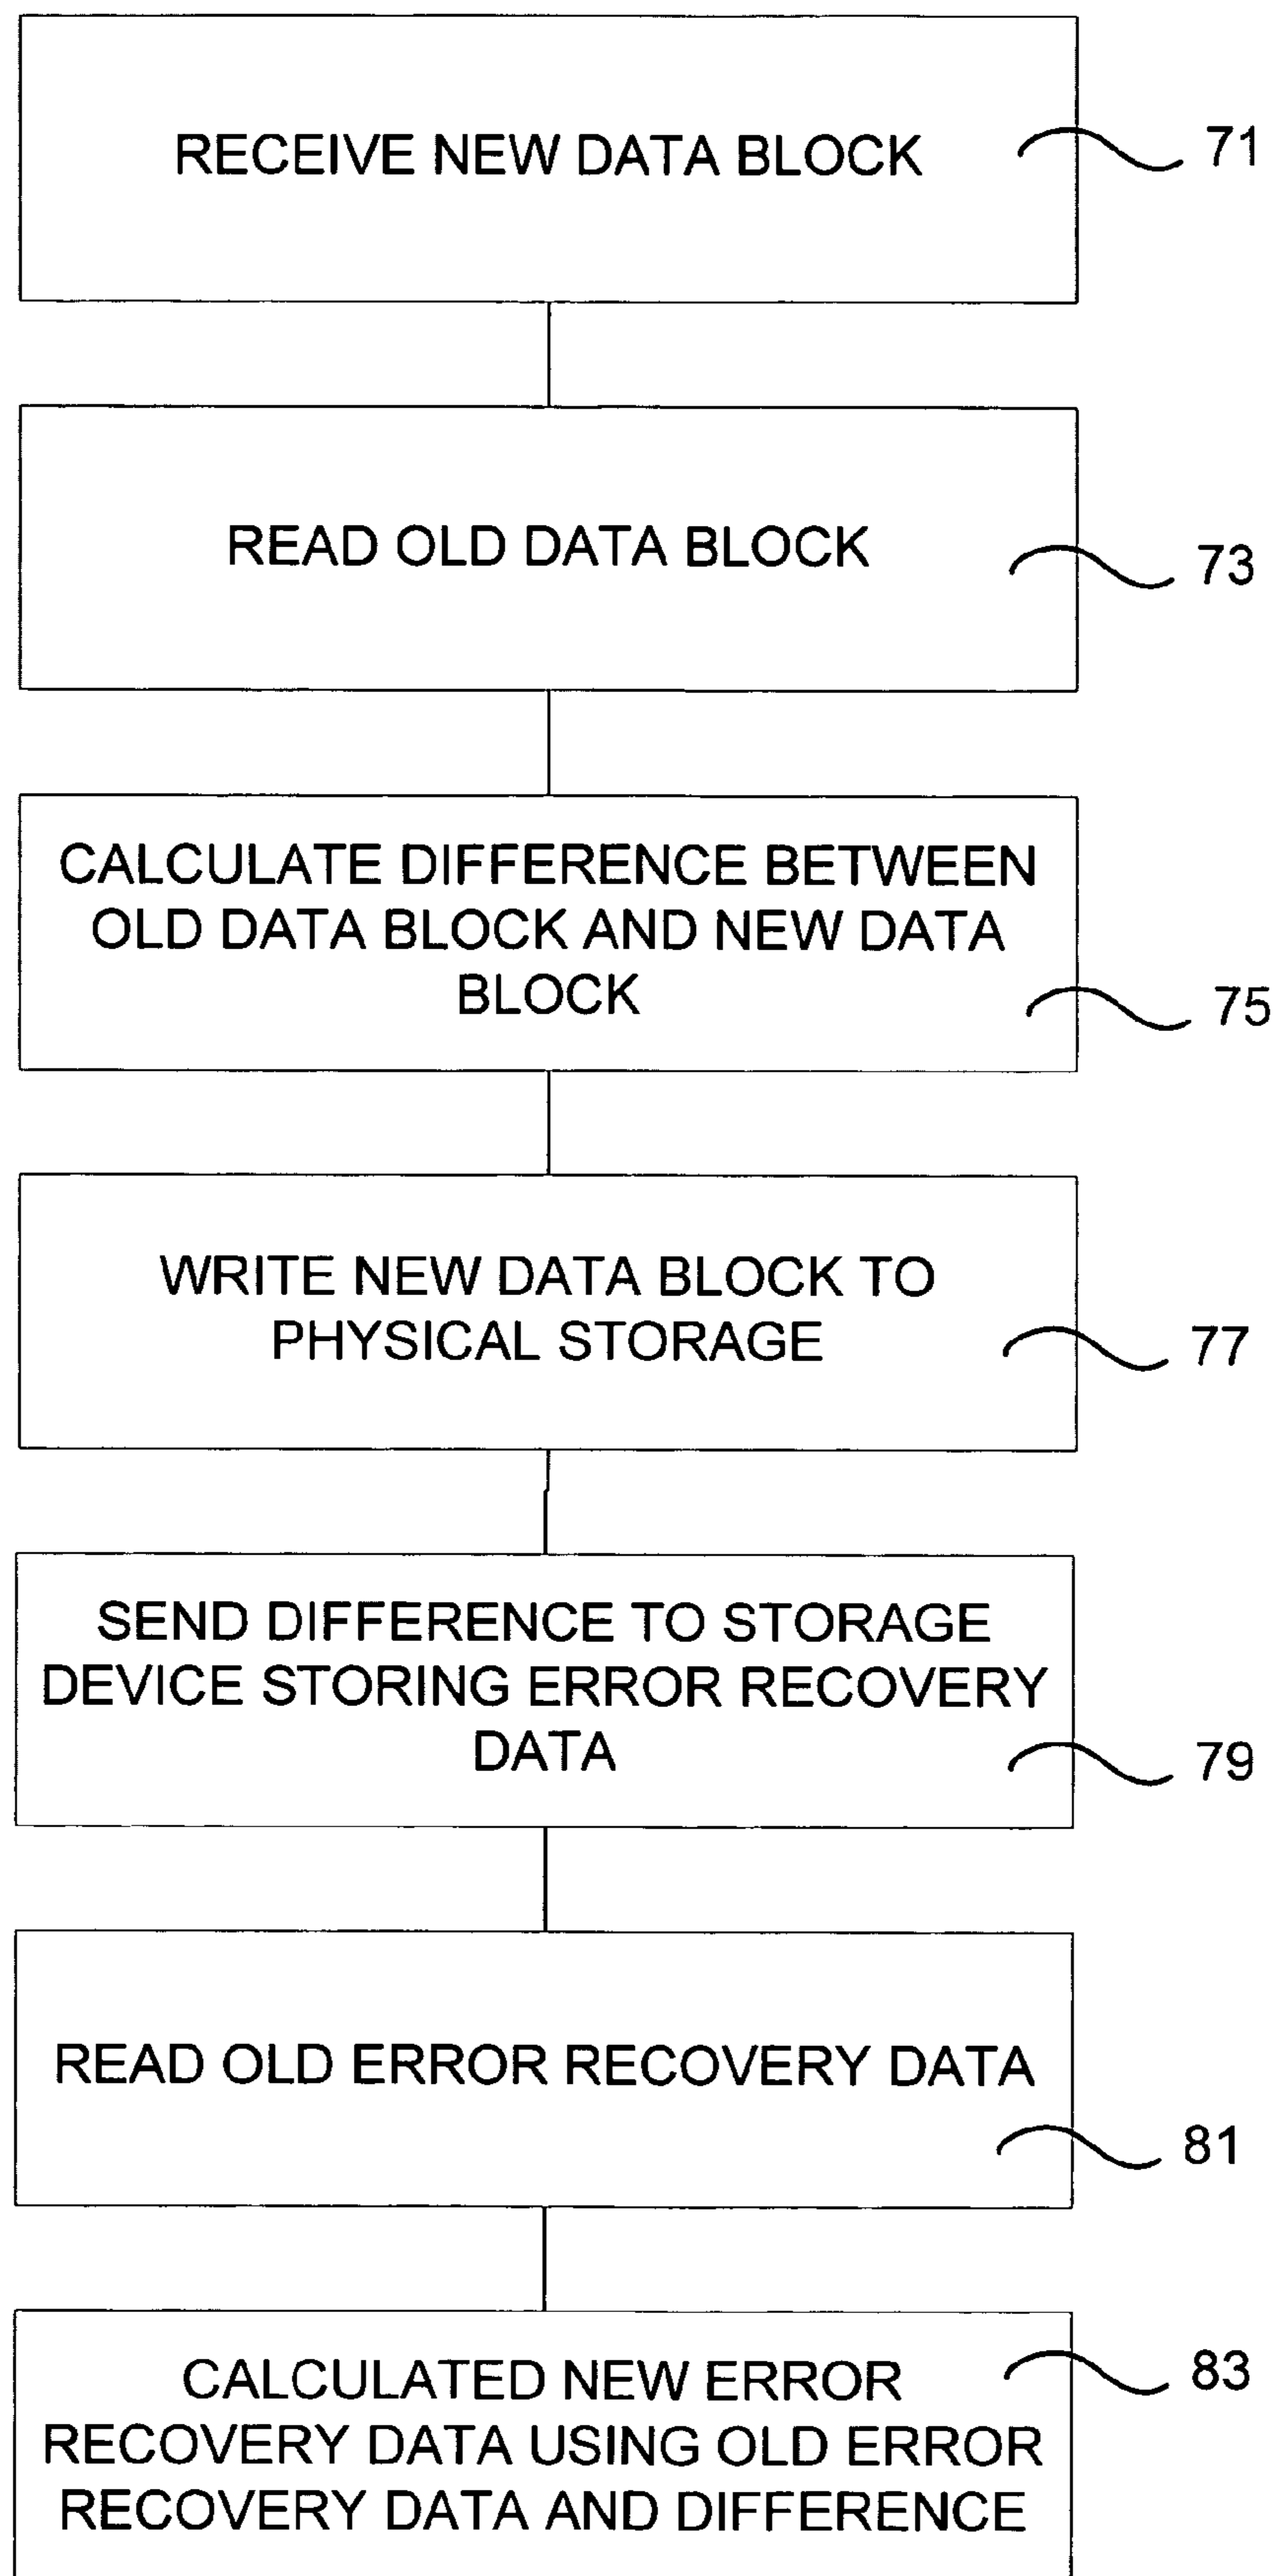 RECEIVE NEW DATA BLOCK
71
READ OLD DATA BLOCK
73
CALCULATE DIFFERENCE BETWEEN
OLD DATA BLOCK AND NEW DATA
BLOCK
75
WRITE NEW DATA BLOCK TO
PHYSICAL STORAGE
77
SEND DIFFERENCE TO STORAGE
DEVICE STORING ERROR RECOVERY
DATA
79
READ OLD ERROR RECOVERY DATA
81
CALCULATED NEW ERROR
RECOVERY DATA USING OLD ERROR
RECOVERY DATA AND DIFFERENCE
83